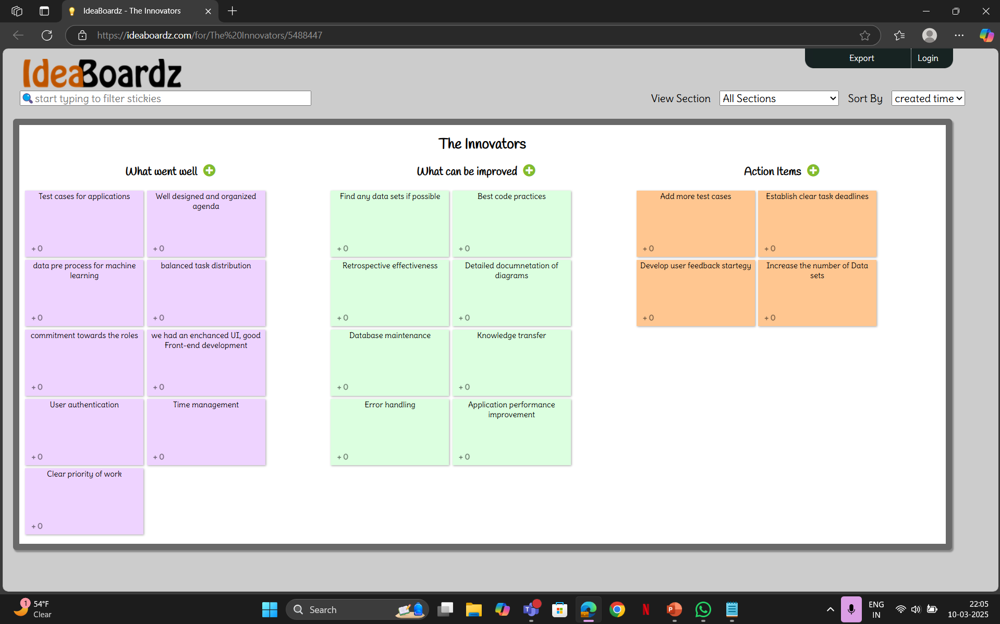 IdeaBoardz - The Innovators
https://ideaboardz.com/for/The%20Innovators/5488447
Export
Login
IdeaBoardz
start typing to filter stickies
View Section
All Sections
Sort By
created time
The Innovators
What went well
What can be improved
Action Items
Test cases for applications
+ 0
Well designed and organized
agenda
+ 0
data pre process for machine
learning
+ 0
balanced task distribution
+ 0
commitment towards the roles
+ 0
we had an enchanced UI, good
Front-end development
+ 0
User authentication
+ 0
Time management
+ 0
Clear priority of work
+ 0
Find any data sets if possible
+ 0
Best code practices
+ 0
Retrospective effectiveness
+ 0
Detailed documnetation of
diagrams
+ 0
Database maintenance
+ 0
Knowledge transfer
+ 0
Error handling
+ 0
Application performance
improvement
+ 0
Add more test cases
+ 0
Establish clear task deadlines
+ 0
Develop user feedback startegy
+ 0
Increase the number of Data
sets
+ 0
1
54°F
Clear
Search
T
N
P
ENG
IN
22:05
10-03-2025